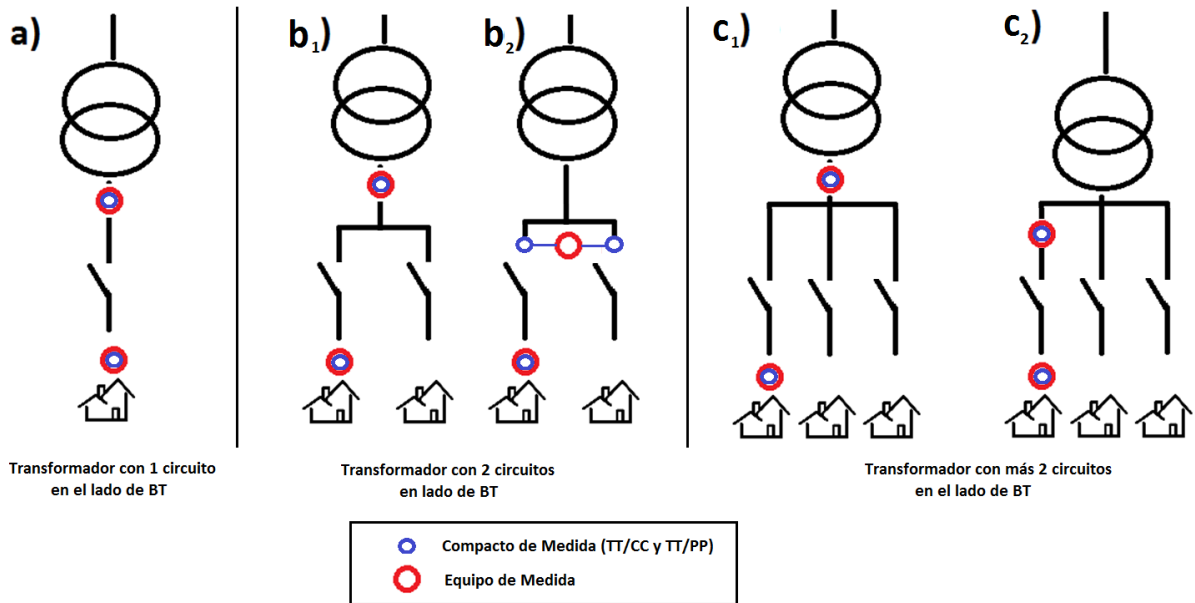 a)
b1)
b2)
c1)
c2)
Transformador con 1 circuito
en el lado de BT
Transformador con 2 circuitos
en lado de BT
Transformador con más 2 circuitos
en el lado de BT
Compacto de Medida (TT/CC y TT/PP)
Equipo de Medida